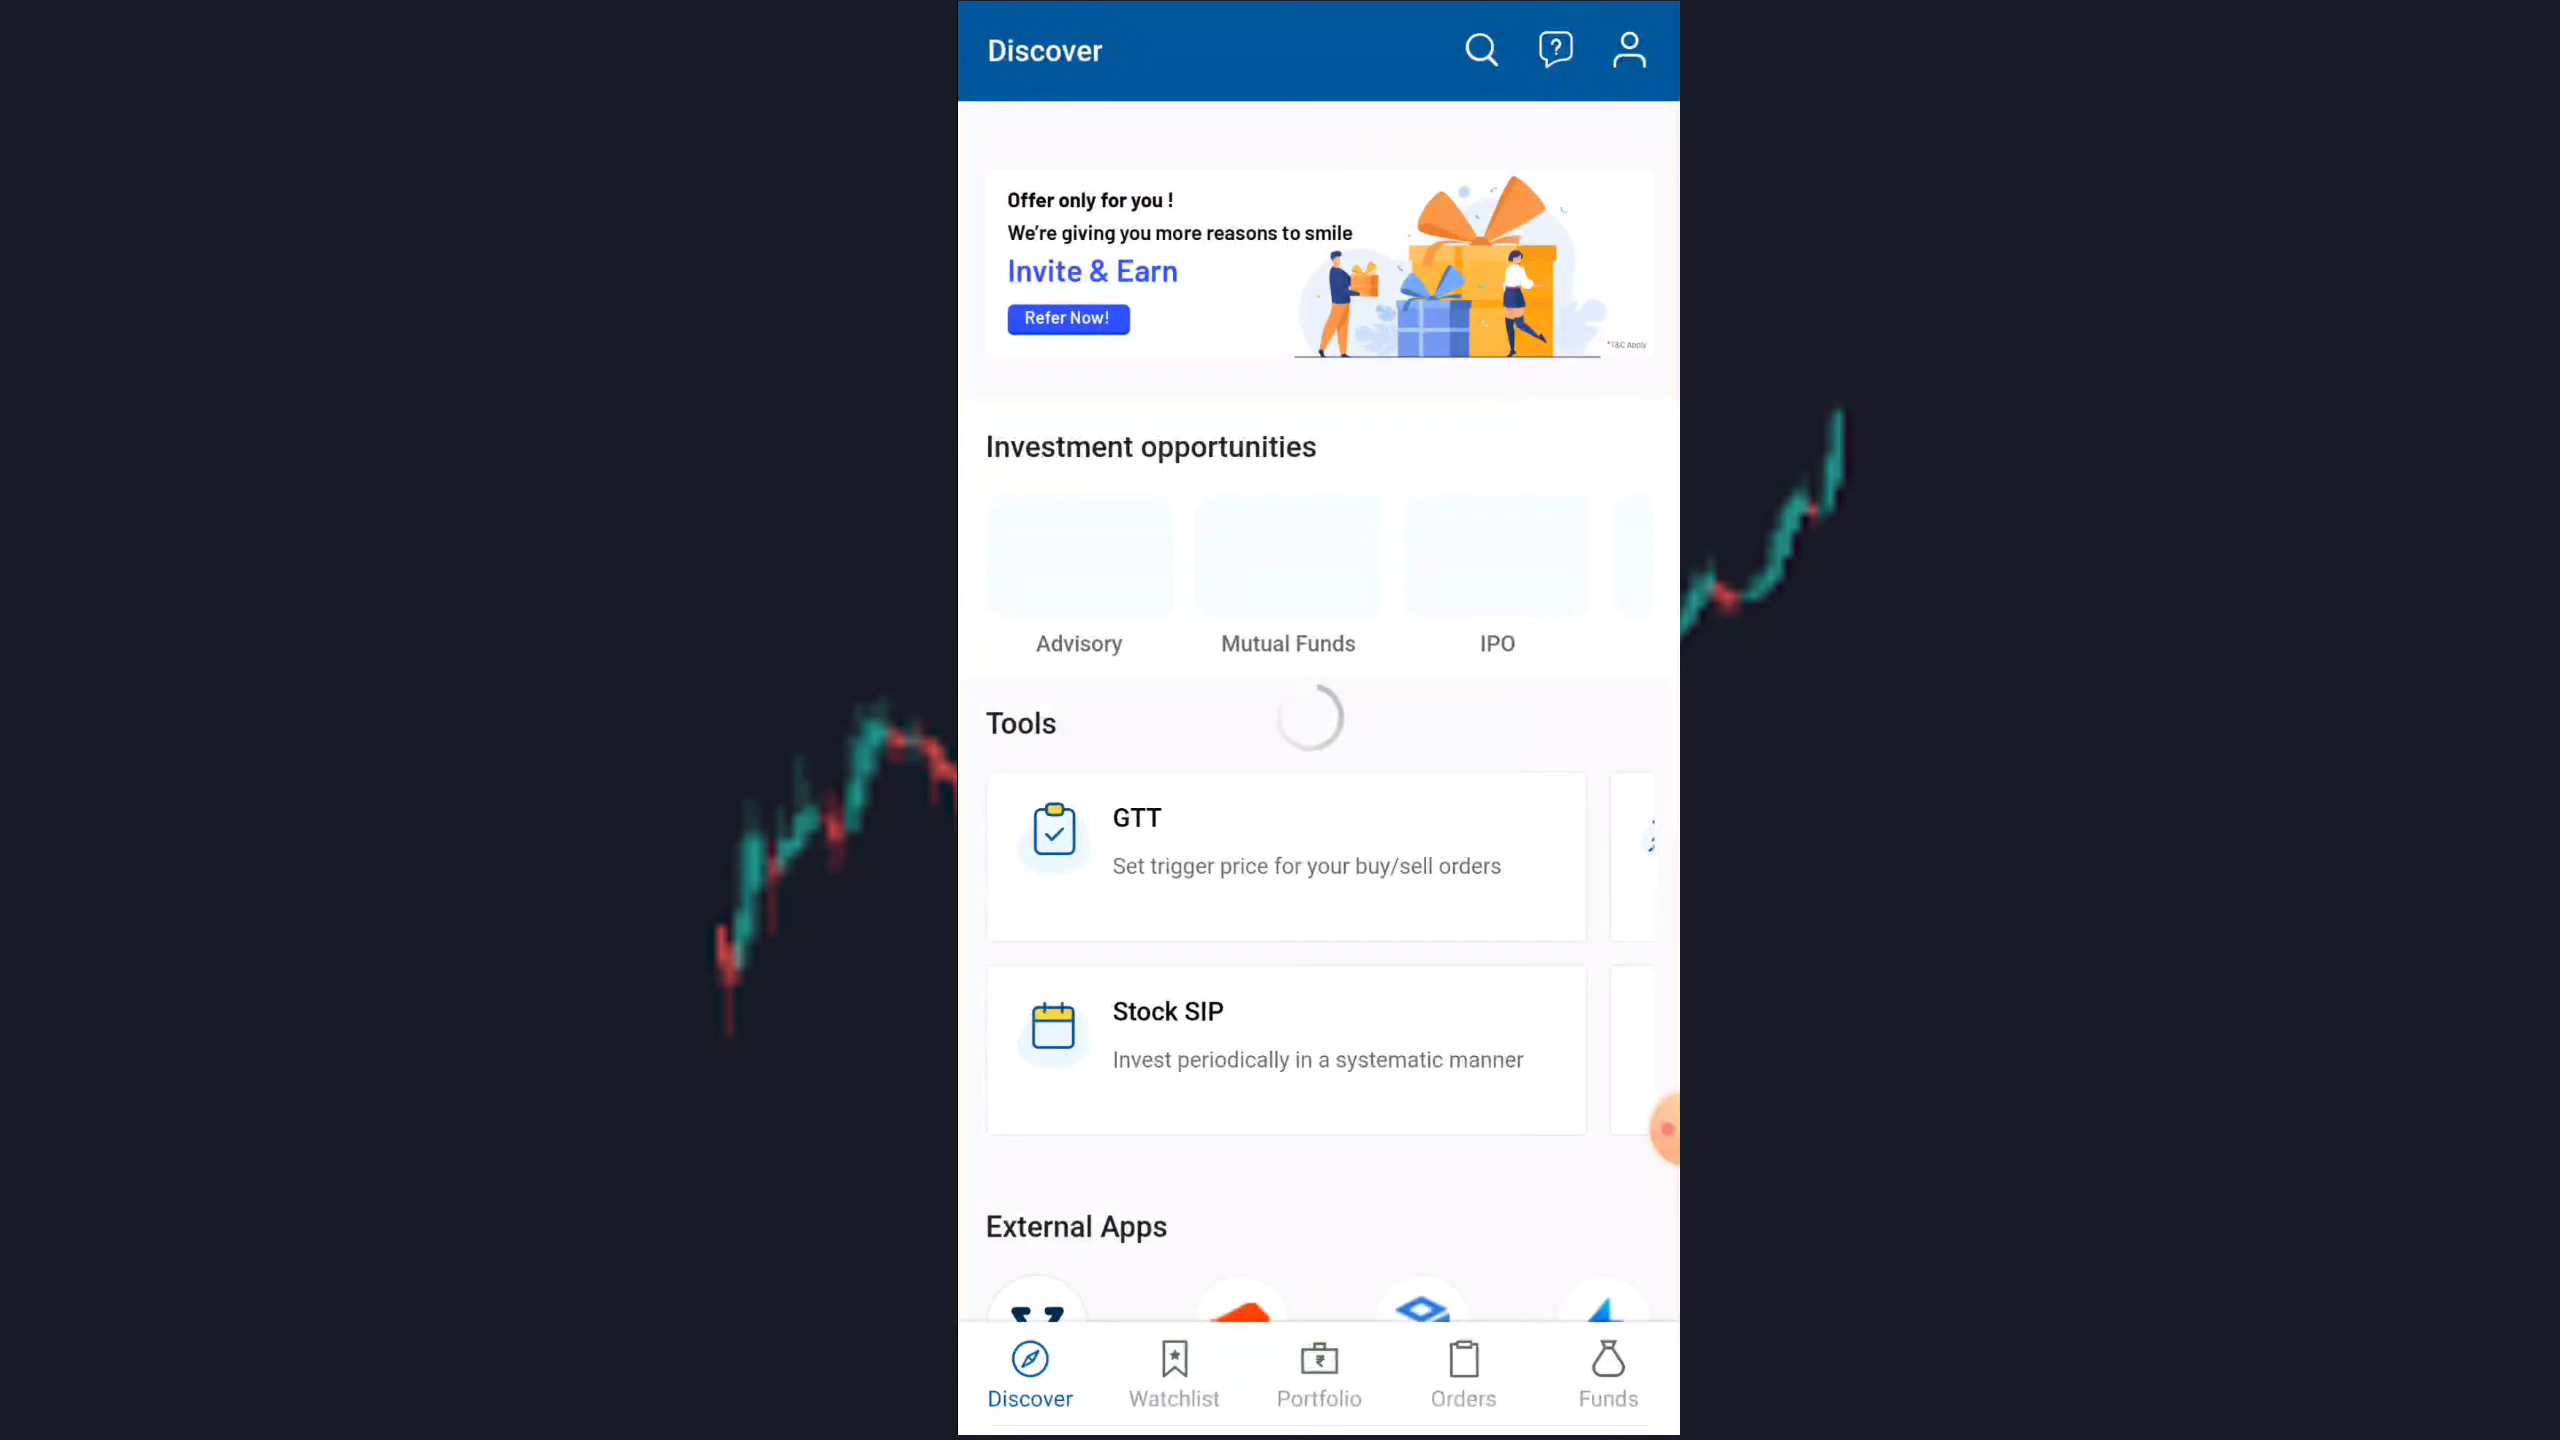 Discover
Offer only for you !
We're giving you more reasons to smile
Invite & Earn
Refer Now!
*T&C Apply
Investment opportunities
Advisory
Mutual Funds
IPO
Tools
GTT
Set trigger price for your buy/sell orders
Stock SIP
Invest periodically in a systematic manner
External Apps
Discover
Watchlist
Portfolio
Orders
Funds